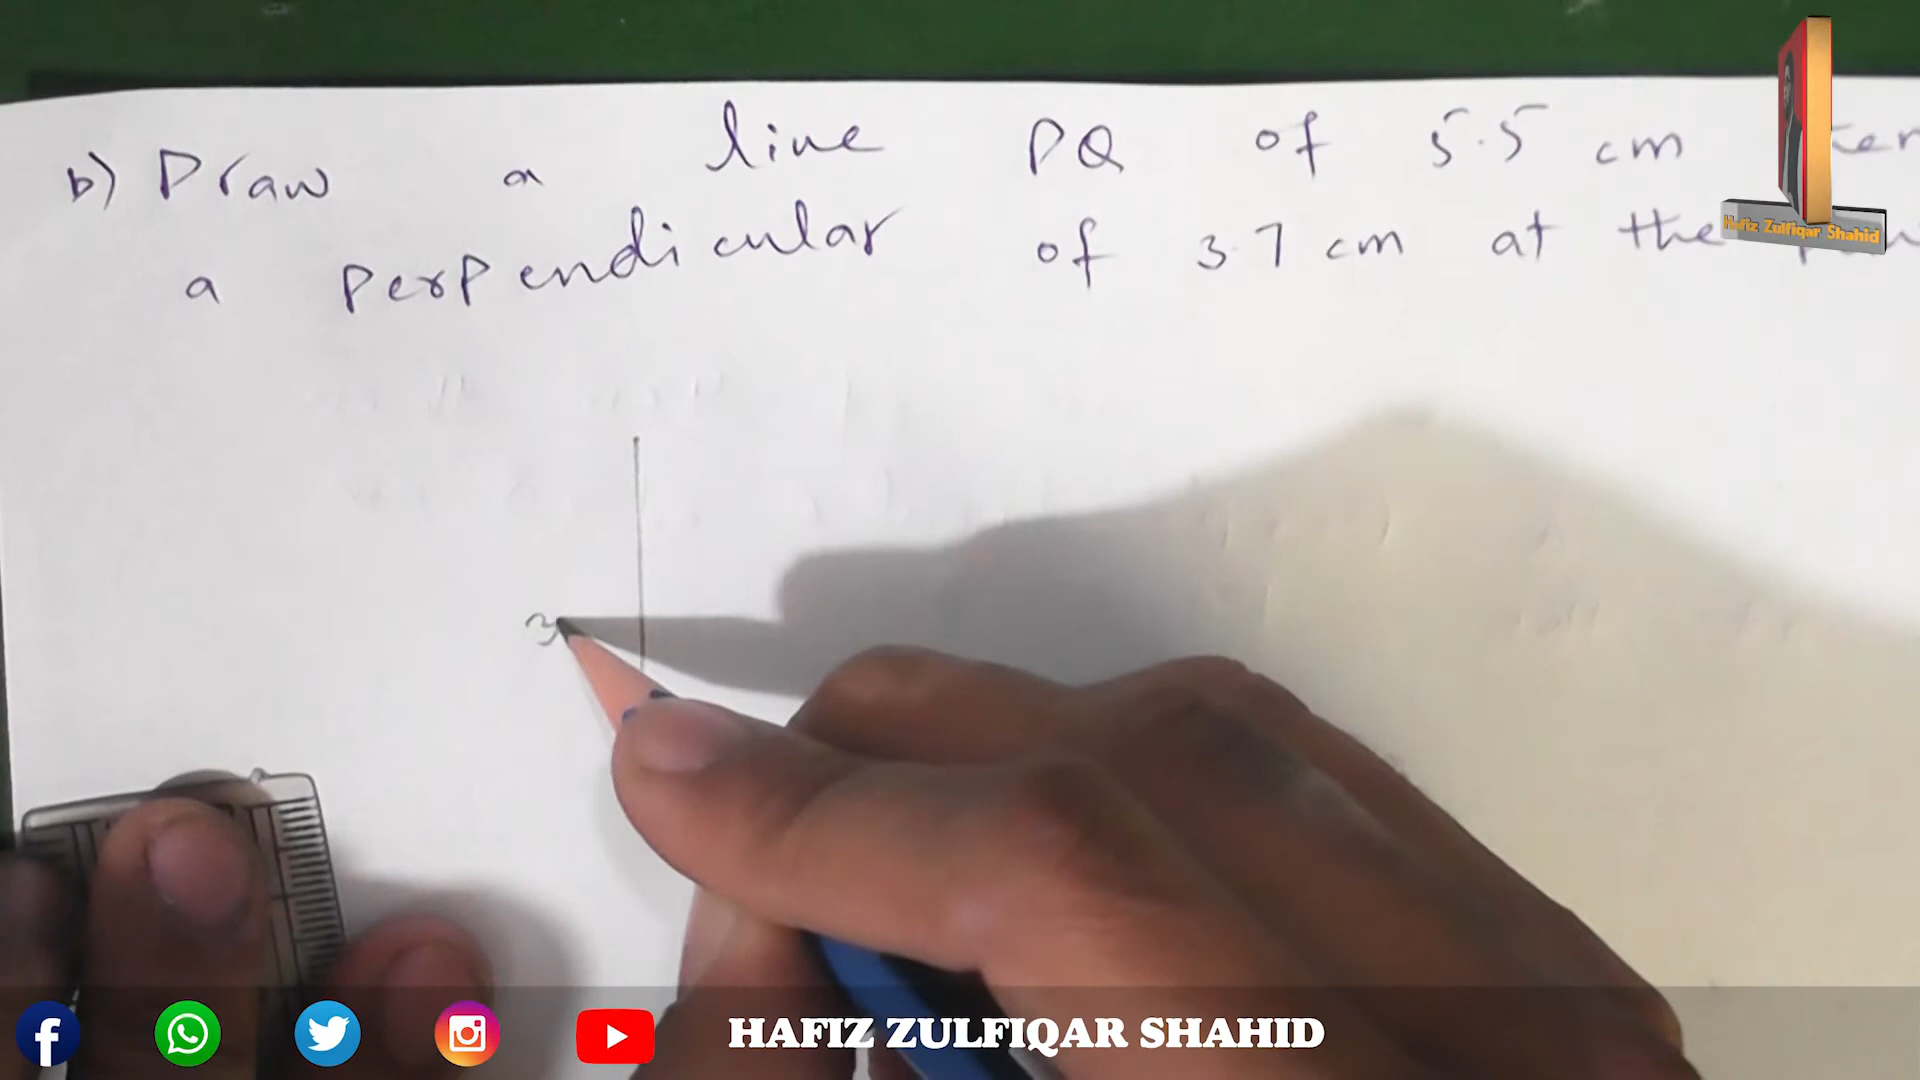 b) Draw a line PQ of 5.5 cm
a perpendicular of 3.7 cm at the
3
Hafiz Zulfiqar Shahid
HAFIZ ZULFIQAR SHAHID